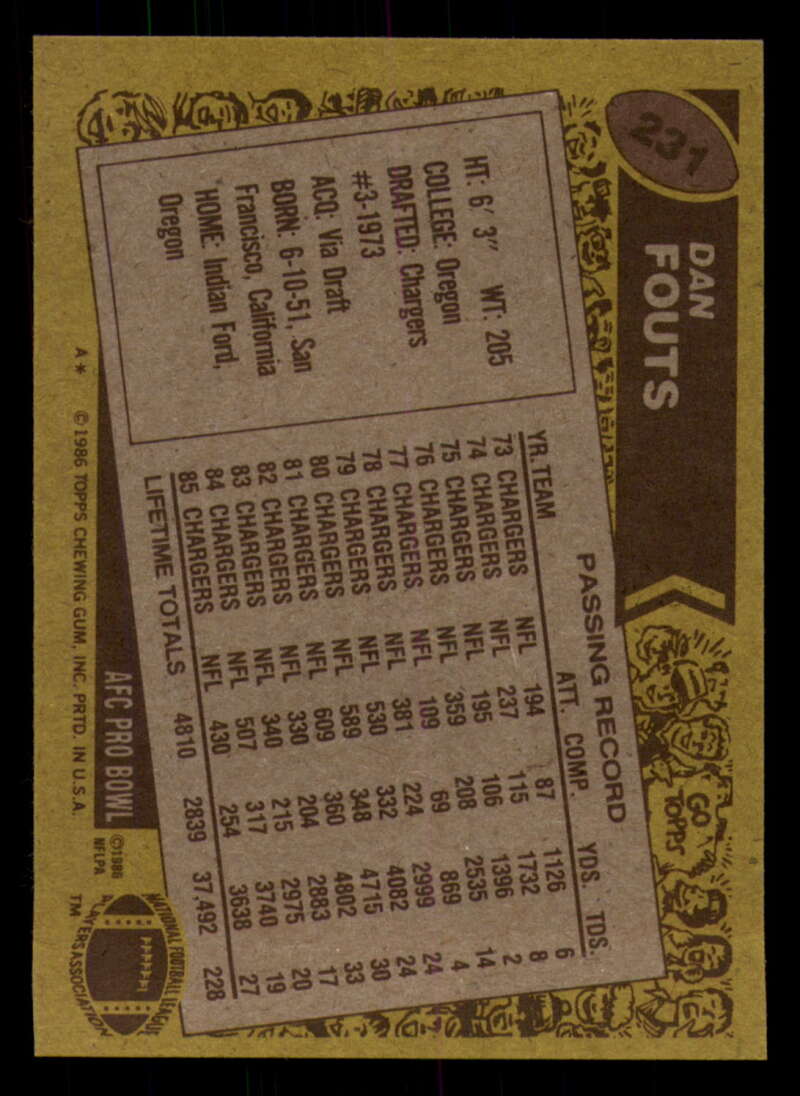 231
DAN
FOUTS
GO
TOPPS
HT: 6' 3" WT: 205
COLLEGE: Oregon
DRAFTED: Chargers
#3-1973
ACQ: Via Draft
BORN: 6-10-51, San
Francisco, California
HOME: Indian Ford,
Oregon
PASSING RECORD
YR. TEAM ATT. COMP. YDS. TDS.
73 CHARGERS NFL 194 87 1126 6
74 CHARGERS NFL 237 115 1732 8
75 CHARGERS NFL 195 106 1396 2
76 CHARGERS NFL 359 208 2535 14
77 CHARGERS NFL 109 69 869 4
78 CHARGERS NFL 381 224 2999 24
79 CHARGERS NFL 530 332 4082 24
80 CHARGERS NFL 589 348 4715 30
81 CHARGERS NFL 609 360 4802 33
82 CHARGERS NFL 330 204 2883 17
83 CHARGERS NFL 340 215 2975 20
84 CHARGERS NFL 507 317 3740 19
85 CHARGERS NFL 430 254 3638 27
LIFETIME TOTALS 4810 2839 37,492 228
AFC PRO BOWL
©1986
NFLPA
NATIONAL FOOTBALL LEAGUE
PLAYERS ASSOCIATION
TM
A* ©1986 TOPPS CHEWING GUM, INC. PRTD. IN U.S.A.